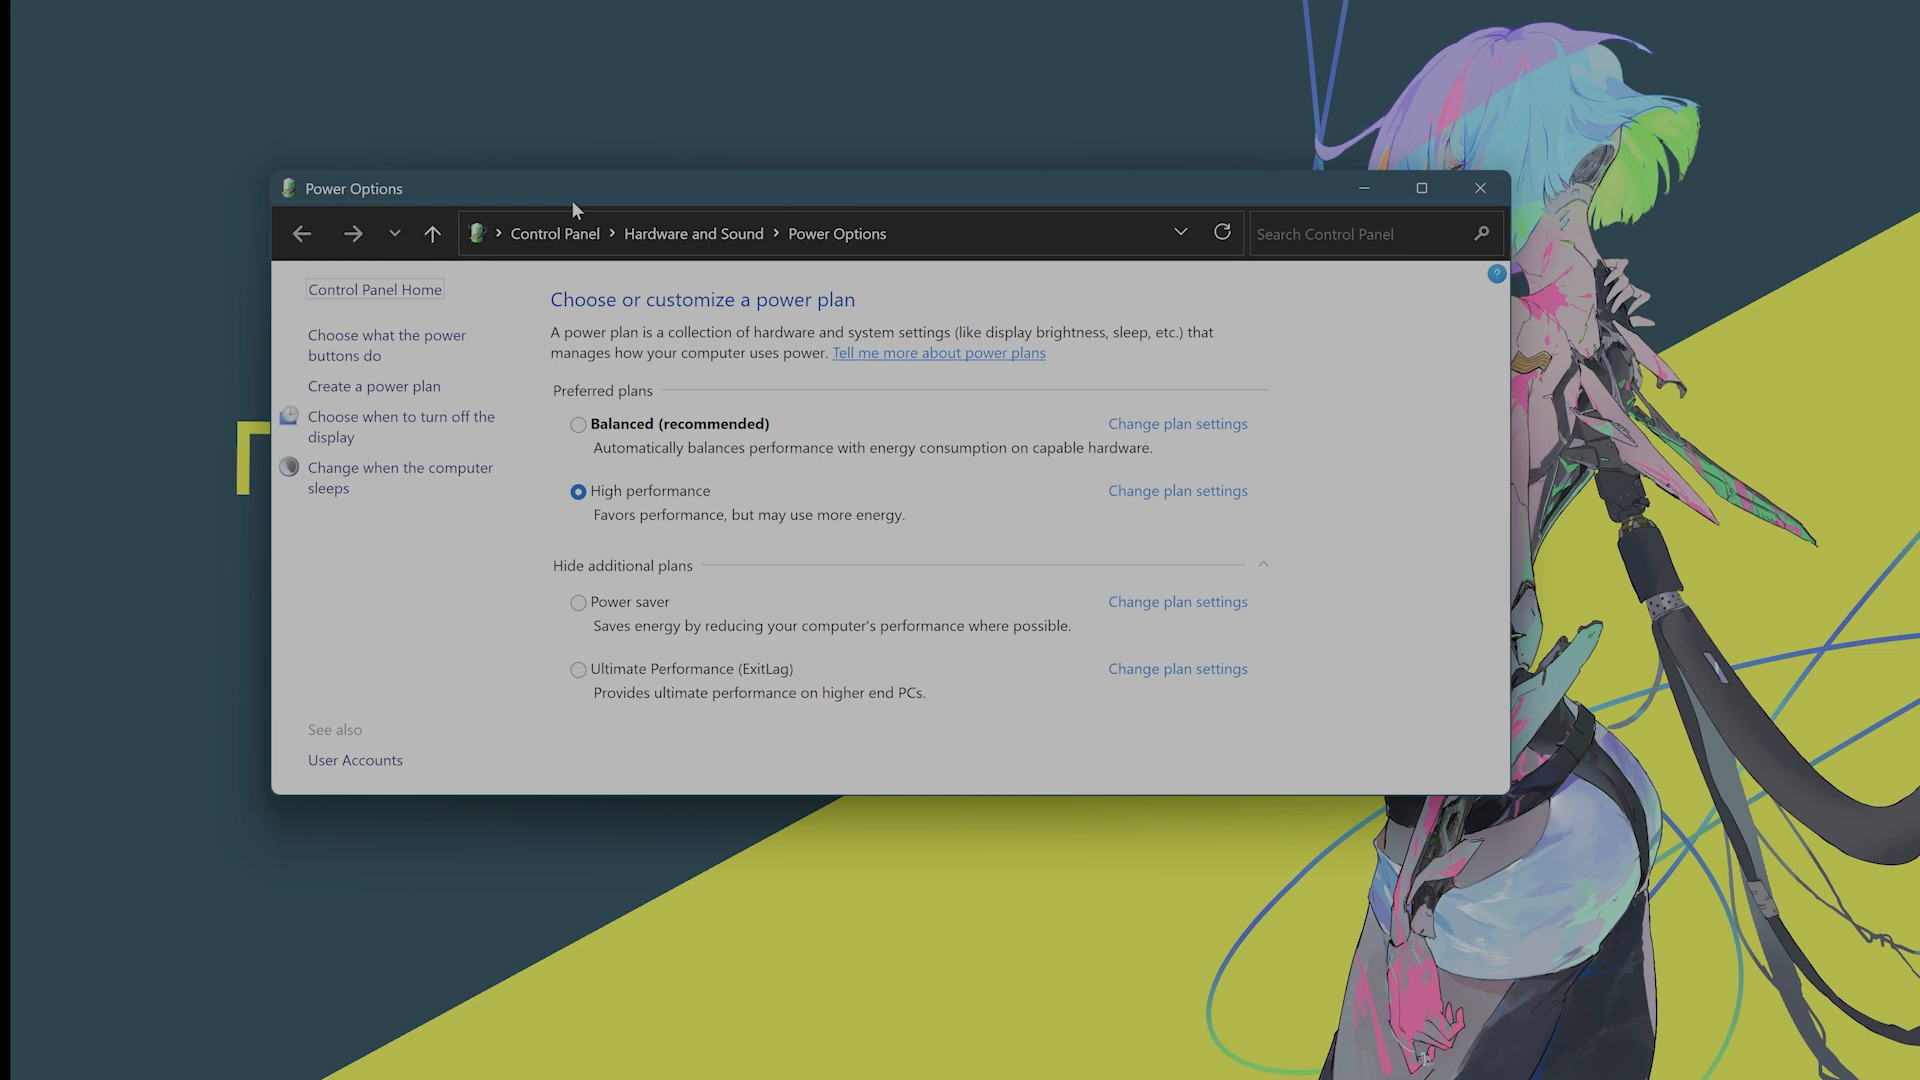 Power Options
Control Panel > Hardware and Sound > Power Options
Search Control Panel
Control Panel Home
Choose what the power
buttons do
Create a power plan
Choose when to turn off the
display
Change when the computer
sleeps
See also
User Accounts
Choose or customize a power plan
A power plan is a collection of hardware and system settings (like display brightness, sleep, etc.) that
manages how your computer uses power. Tell me more about power plans
Preferred plans
Balanced (recommended) Change plan settings
Automatically balances performance with energy consumption on capable hardware.
High performance Change plan settings
Favors performance, but may use more energy.
Hide additional plans
Power saver Change plan settings
Saves energy by reducing your computer's performance where possible.
Ultimate Performance (ExitLag) Change plan settings
Provides ultimate performance on higher end PCs.